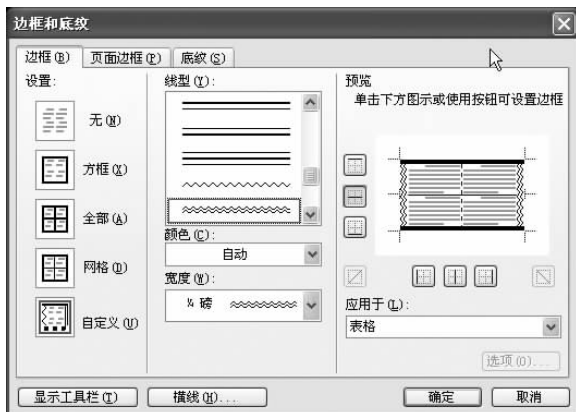 边框和底纹
边框(B) 页面边框(P) 底纹(S)
设置:
无(N)
方框(X)
全部(A)
网格(D)
自定义(U)
线型(Y):
颜色(C):
自动
宽度(W):
¾ 磅
预览
单击下方图示或使用按钮可设置边框
应用于(L):
表格
选项(O)...
显示工具栏(T) 横线(H)... 确定 取消